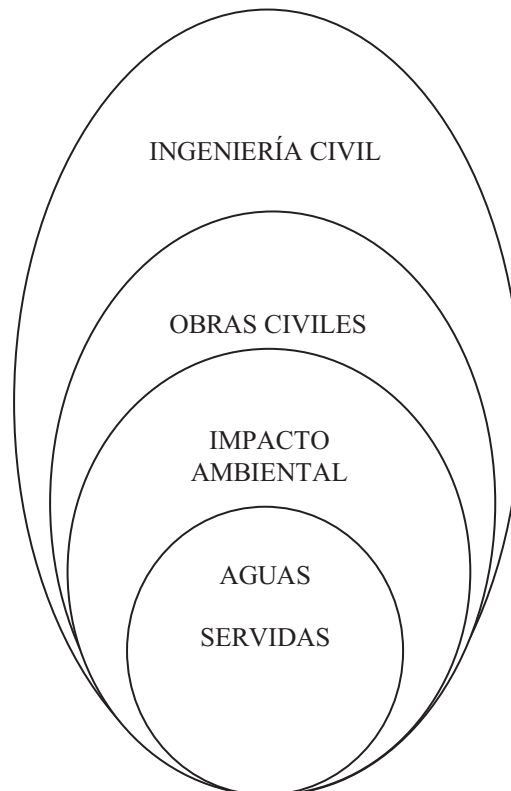 INGENIERÍA CIVIL
OBRAS CIVILES
IMPACTO
AMBIENTAL
AGUAS
SERVIDAS